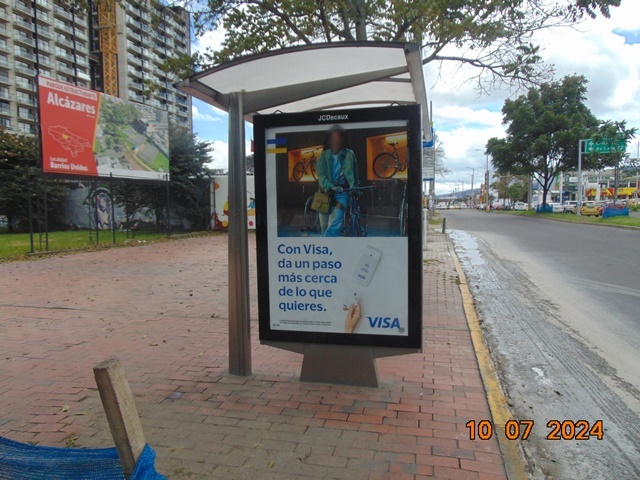 Alcázares
Localidad
Barrios Unidos
JCDecaux
Con Visa,
da un paso
más cerca
de lo que
quieres.
VISA
10 07 2024